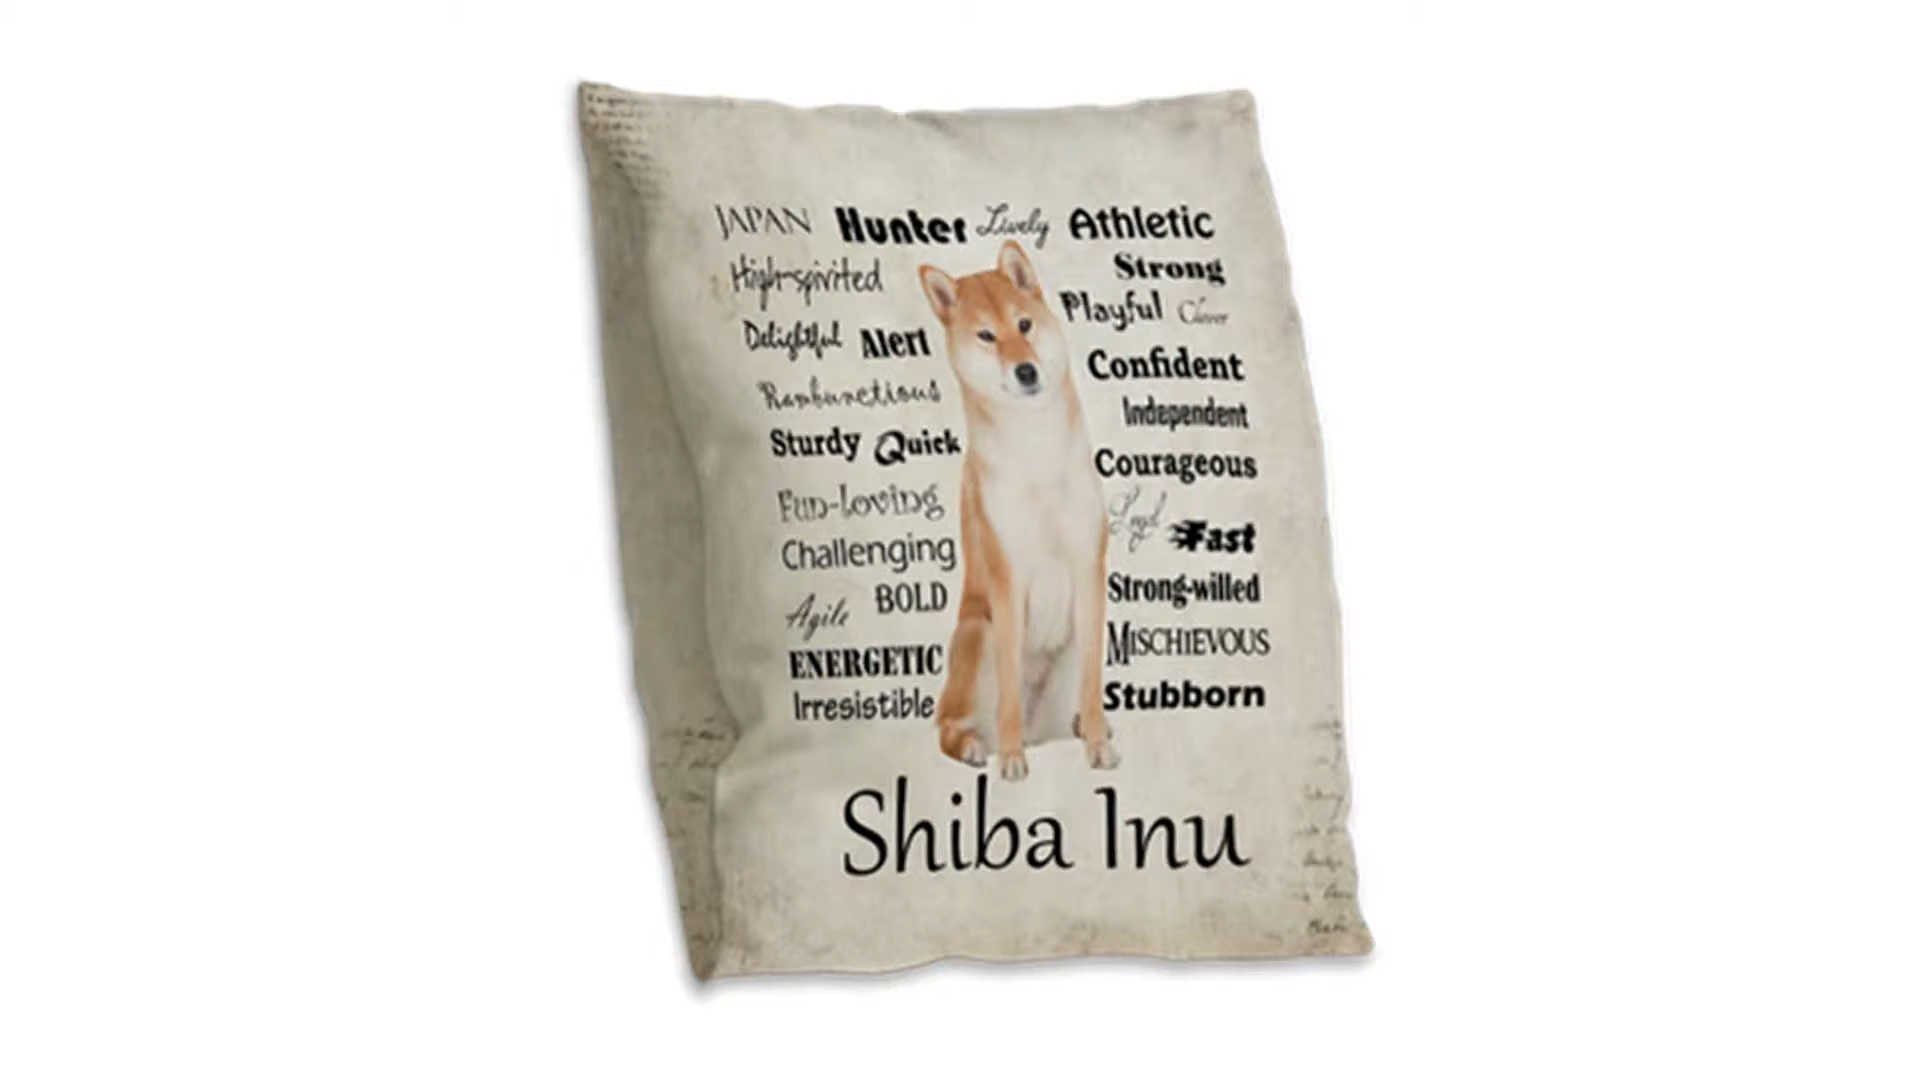 JAPAN Hunter Lively Athletic
High-spirited Strong
Playful Clever
Delightful Alert
Confident
Rambunctious
Independent
Sturdy Quick
Courageous
Fun-loving
Loyal Fast
Challenging
Strong-willed
Agile BOLD
MISCHIEVOUS
ENERGETIC
Irresistible Stubborn
Shiba Inu